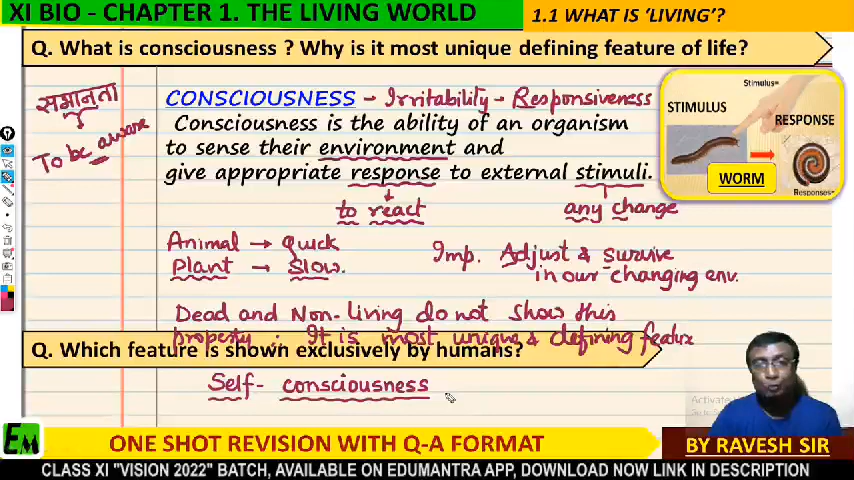 XI BIO - CHAPTER 1. THE LIVING WORLD
1.1 WHAT IS 'LIVING'?
Q. What is consciousness ? Why is it most unique defining feature of life?
सजगता
To be aware
CONSCIOUSNESS - Irritability - Responsiveness
Consciousness is the ability of an organism
to sense their environment and
give appropriate response to external stimuli.
to react
any change
Animal → Quick
Plant → Slow.
Imp. Adjust & survive
in our changing env.
Dead and Non-Living do not show this
property ∴ It is most unique & defining feature
Stimulus=
STIMULUS
RESPONSE
WORM
Responses=
Q. Which feature is shown exclusively by humans?
Self- consciousness
Em
ONE SHOT REVISION WITH Q-A FORMAT
BY RAVESH SIR
CLASS XI "VISION 2022" BATCH, AVAILABLE ON EDUMANTRA APP, DOWNLOAD NOW LINK IN DESCRIPTION